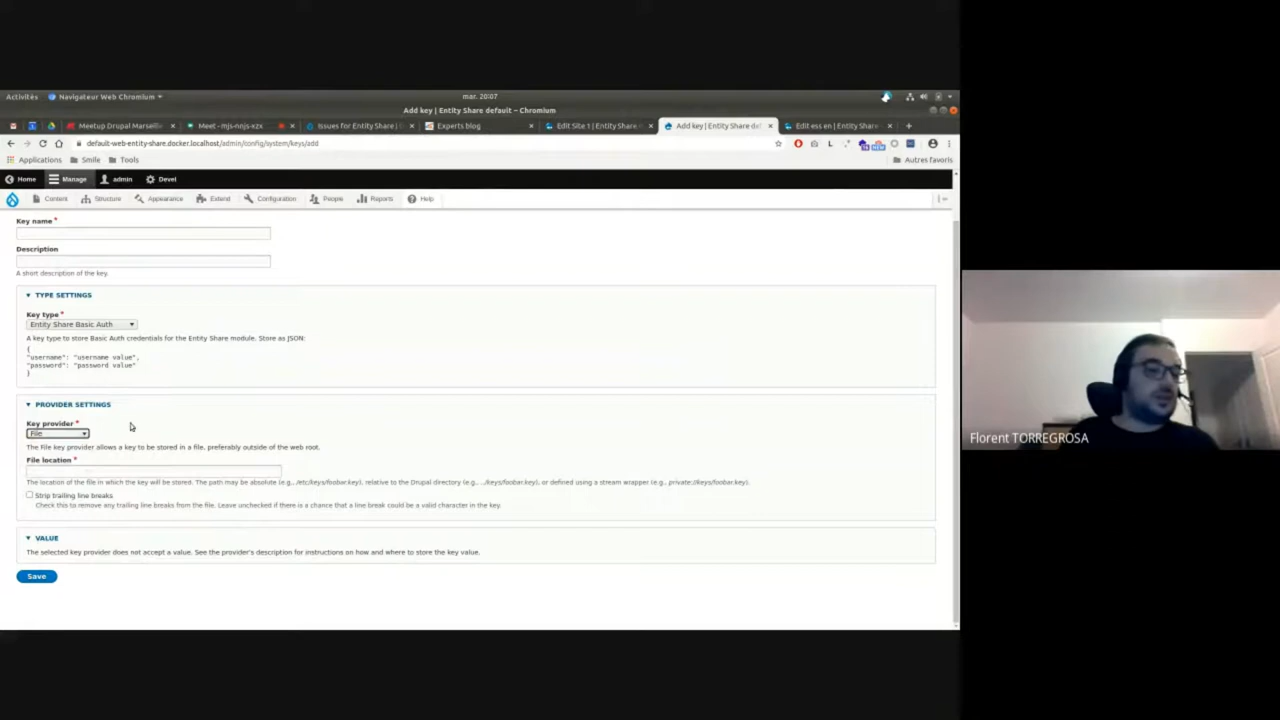 Activités Navigateur Web Chromium mar. 20:07
Add key | Entity Share default – Chromium
Meetup Drupal Marseille Meet - mjs-nnjs-xzx Issues for Entity Share | Experts blog Edit Site 1 | Entity Share Add key | Entity Share def Edit ess en | Entity Share
default-web-entity-share.docker.localhost/admin/config/system/keys/add
Applications Smile Tools Autres favoris
Home Manage admin Devel
Content Structure Appearance Extend Configuration People Reports Help
Key name *
Description
A short description of the key.
TYPE SETTINGS
Key type *
Entity Share Basic Auth
A key type to store Basic Auth credentials for the Entity Share module. Store as JSON:
{
"username": "username value",
"password": "password value"
}
PROVIDER SETTINGS
Key provider *
File
The File key provider allows a key to be stored in a file, preferably outside of the web root.
File location *
The location of the file in which the key will be stored. The path may be absolute (e.g., /etc/keys/foobar.key), relative to the Drupal directory (e.g., ../keys/foobar.key), or defined using a stream wrapper (e.g., private://keys/foobar.key).
Strip trailing line breaks
Check this to remove any trailing line breaks from the file. Leave unchecked if there is a chance that a line break could be a valid character in the key.
VALUE
The selected key provider does not accept a value. See the provider's description for instructions on how and where to store the key value.
Save
Florent TORREGROSA